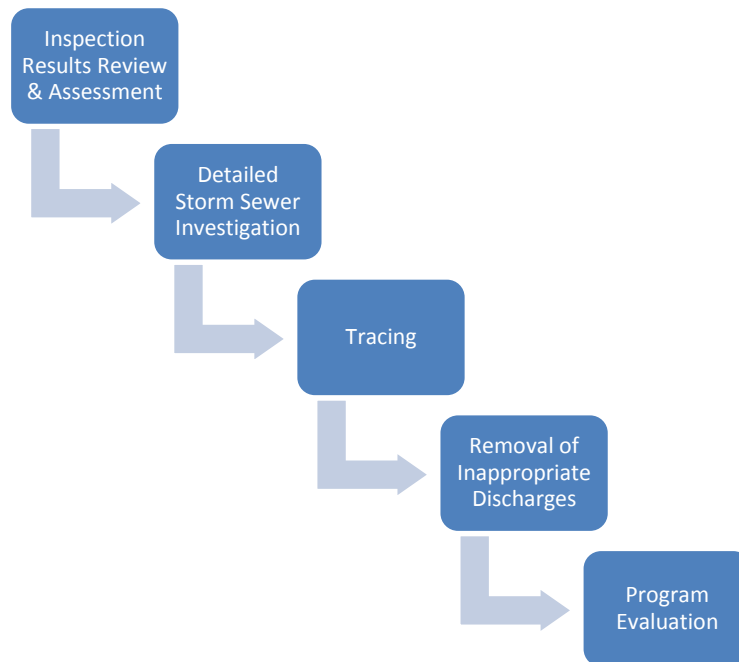 Inspection
Results Review
& Assessment
Detailed
Storm Sewer
Investigation
Tracing
Removal of
Inappropriate
Discharges
Program
Evaluation